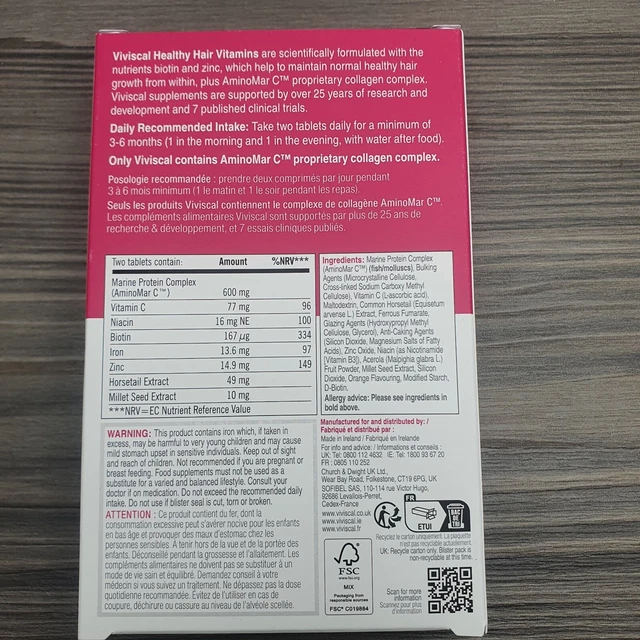 Viviscal Healthy Hair Vitamins are scientifically formulated with the
nutrients biotin and zinc, which help to maintain normal healthy hair
growth from within, plus AminoMar C™ proprietary collagen complex.
Viviscal supplements are supported by over 25 years of research and
development and 7 published clinical trials.
Daily Recommended Intake: Take two tablets daily for a minimum of
3-6 months (1 in the morning and 1 in the evening, with water after food).
Only Viviscal contains AminoMar C™ proprietary collagen complex.
Posologie recommandée : prendre deux comprimés par jour pendant
3 à 6 mois minimum (1 le matin et 1 le soir pendant les repas).
Seuls les produits Viviscal contiennent le complexe de collagène AminoMar C™.
Les compléments alimentaires Viviscal sont supportés par plus de 25 ans de
recherche & développement, et 7 essais cliniques publiés.
Two tablets contain: Amount %NRV***
Marine Protein Complex
(AminoMar C™) 600 mg
Vitamin C 77 mg 96
Niacin 16 mg NE 100
Biotin 167 µg 334
Iron 13.6 mg 97
Zinc 14.9 mg 149
Horsetail Extract 49 mg
Millet Seed Extract 10 mg
***NRV=EC Nutrient Reference Value
Ingredients: Marine Protein Complex
(AminoMar C™) (fish/molluscs), Bulking
Agents (Microcrystalline Cellulose,
Cross-linked Sodium Carboxy Methyl
Cellulose), Vitamin C (L-ascorbic acid),
Maltodextrin, Common Horsetail (Equisetum
arvense L.) Extract, Ferrous Fumarate,
Glazing Agents (Hydroxypropyl Methyl
Cellulose, Glycerol), Anti-Caking Agents
(Silicon Dioxide, Magnesium Salts of Fatty
Acids), Zinc Oxide, Niacin (as Nicotinamide
[Vitamin B3]), Acerola (Malpighia glabra L.)
Fruit Powder, Millet Seed Extract, Silicon
Dioxide, Orange Flavouring, Modified Starch,
D-Biotin.
Allergy advice: Please see ingredients in
bold above.
WARNING: This product contains iron which, if taken in
excess, may be harmful to very young children and may cause
mild stomach upset in sensitive individuals. Keep out of sight
and reach of children. Not recommended if you are pregnant or
breast feeding. Food supplements must not be used as a
substitute for a varied and balanced lifestyle. Consult your
doctor if on medication. Do not exceed the recommended daily
intake. Do not use if blister seal is cut, torn or broken.
ATTENTION : Ce produit contient du fer, dont la
consommation excessive peut s'avérer nocive pour les enfants
en bas âge et provoquer des maux d'estomac chez les
personnes sensibles. À tenir hors de la vue et de la portée des
enfants. Déconseillé pendant la grossesse et l'allaitement. Les
compléments alimentaires ne doivent pas se substituer à un
mode de vie sain et équilibré. Demandez conseil à votre
médecin si vous suivez un traitement. Ne dépassez pas la dose
quotidienne recommandée. Évitez de l'utiliser en cas de
coupure, déchirure ou cassure au niveau de l'alvéole scellée.
Manufactured for and distributed by: /
Fabriqué et distribué par :
Made in Ireland / Fabriqué en Irelande
For info and advice: / Informations et conseils :
UK: Tel: 0800 112 4632 IE: Tel: 1800 93 67 20
FR : 0805 110 252
Church & Dwight UK Ltd.,
Wear Bay Road, Folkestone, CT19 6PG, UK
SOFIBEL SAS, 110-114 rue Victor Hugo,
92686 Levallois-Perret,
Cedex-France
www.viviscal.co.uk
www.viviscal.ie
www.viviscal.fr
FR
ETUI
BAC
DE TRI
Recyclez le carton uniquement. La plaquette
n'est pas recyclable actuellement.
UK: Recycle carton only. Blister pack is
non-recyclable at this time.
FSC
www.fsc.org
MIX
Packaging from
responsible sources
FSC® C019884
Scan for more
information
Scannez pour plus
d'information